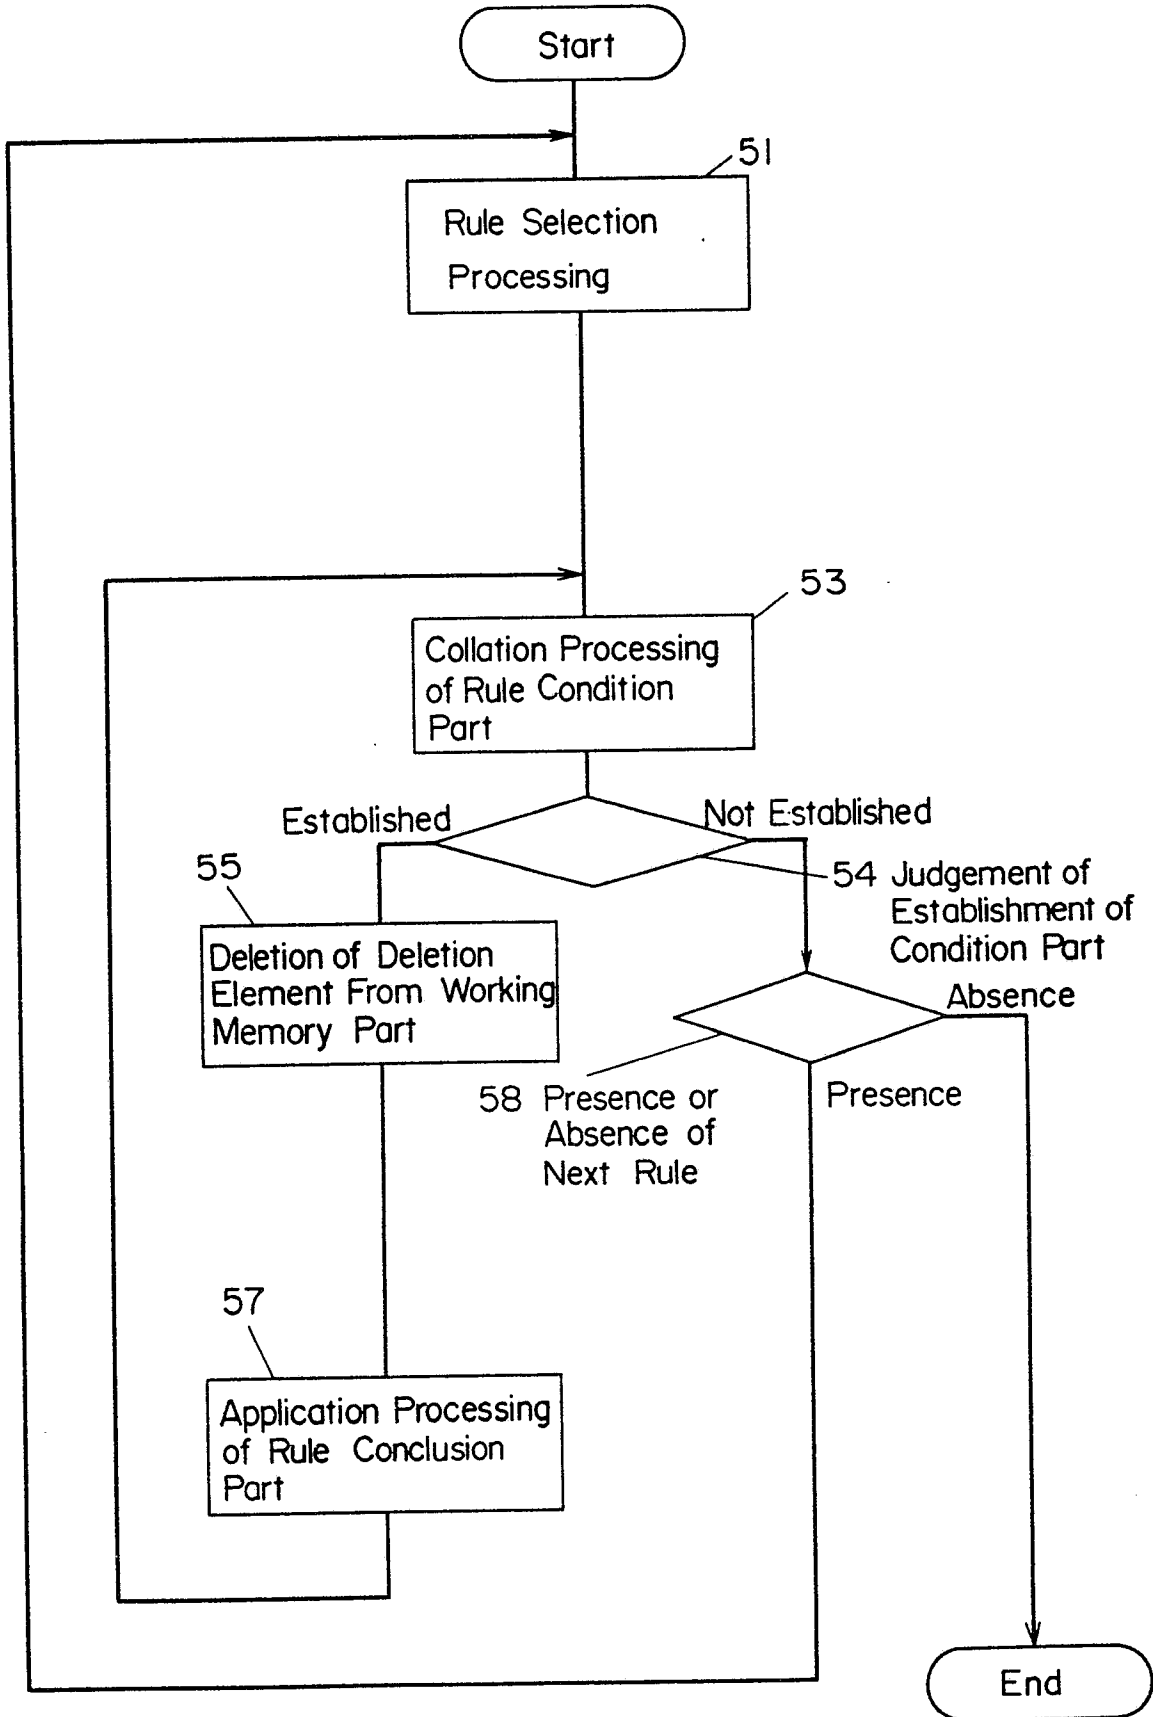 Start
51
Rule Selection
Processing
53
Collation Processing
of Rule Condition
Part
Established
Not Established
54 Judgement of
Establishment of
Condition Part
55
Deletion of Deletion
Element From Working
Memory Part
Absence
58 Presence or
Absence of
Next Rule
Presence
57
Application Processing
of Rule Conclusion
Part
End